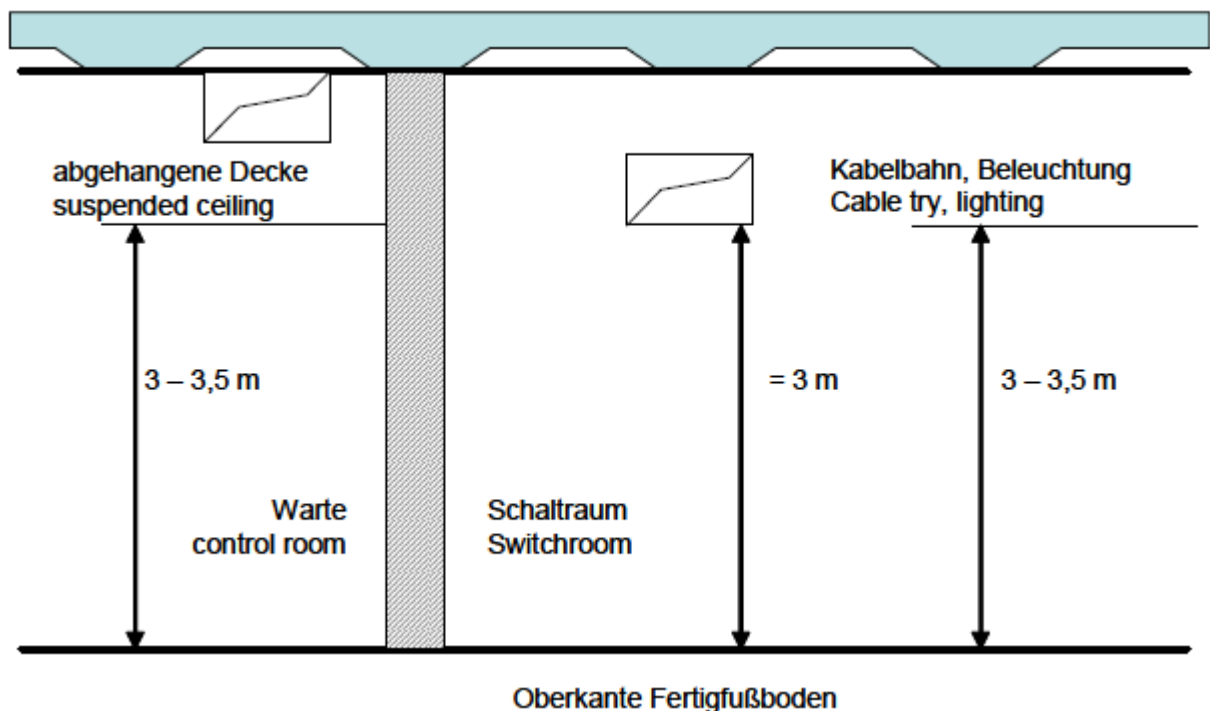 abgehangene Decke
suspended ceiling
Kabelbahn, Beleuchtung
Cable try, lighting
3 – 3,5 m
= 3 m
3 – 3,5 m
Warte
control room
Schaltraum
Switchroom
Oberkante Fertigfußboden